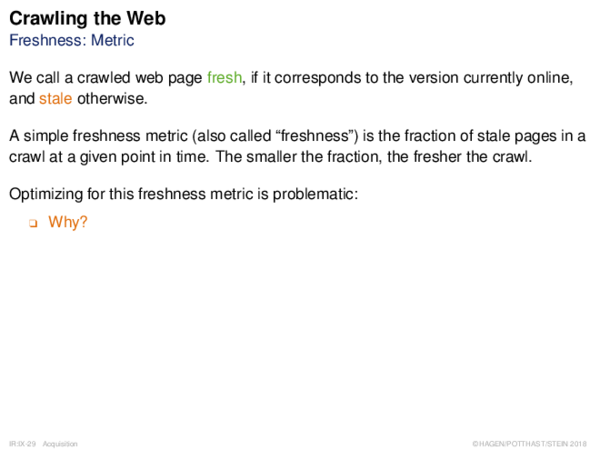 Crawling the Web
Freshness: Metric
We call a crawled web page fresh, if it corresponds to the version currently online,
and stale otherwise.
A simple freshness metric (also called “freshness”) is the fraction of stale pages in a
crawl at a given point in time. The smaller the fraction, the fresher the crawl.
Optimizing for this freshness metric is problematic:
❑ Why?
IR:IX-29 Acquisition ©HAGEN/POTTHAST/STEIN 2018